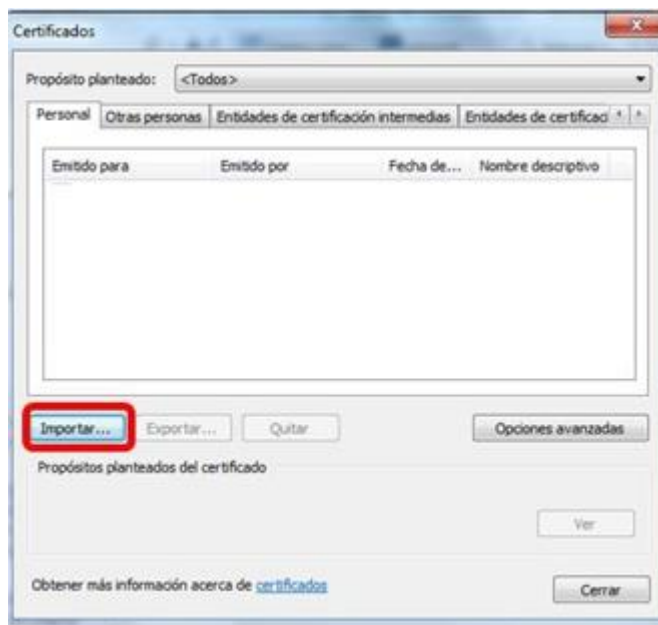 Certificados
Propósito planteado: <Todos>
Personal Otras personas Entidades de certificación intermedias Entidades de certificad
Emitido para Emitido por Fecha de... Nombre descriptivo
Importar... Exportar... Quitar Opciones avanzadas
Propósitos planteados del certificado
Ver
Obtener más información acerca de certificados
Cerrar